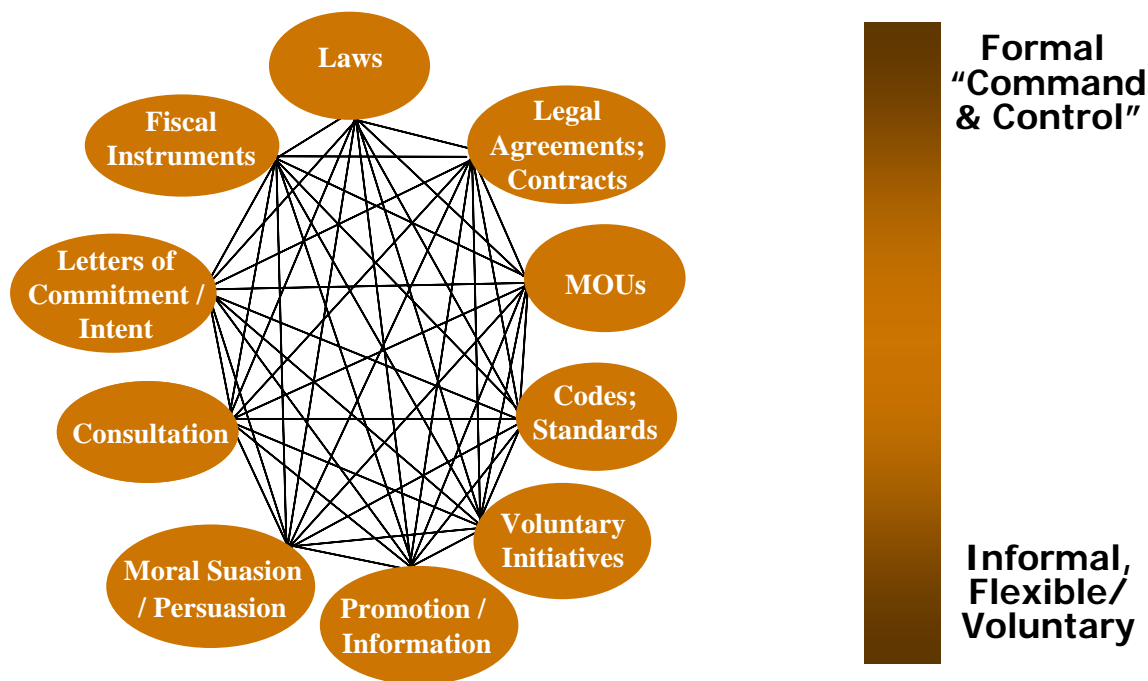 Laws
Fiscal
Instruments
Legal
Agreements;
Contracts
Letters of
Commitment /
Intent
MOUs
Consultation
Codes;
Standards
Moral Suasion
/ Persuasion
Voluntary
Initiatives
Promotion /
Information
Formal
“Command
& Control”
Informal,
Flexible/
Voluntary